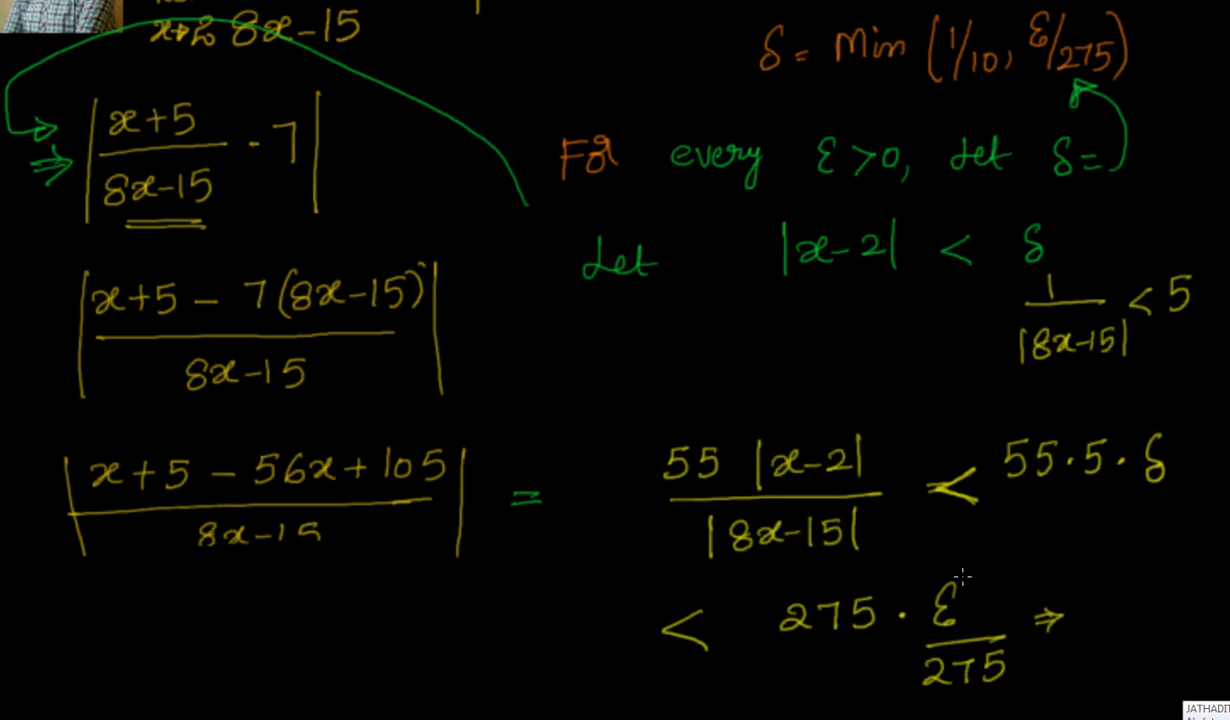 x→2 8x-15
δ = Min (1/10, ε/275)
⇒ |x+5 / 8x-15 - 7|
For every ε >0, let δ=
Let |x-2| < δ
1 / |8x-15| < 5
|x+5 - 7(8x-15) / 8x-15|
|x+5 - 56x+105 / 8x-15| = 55 |x-2| / |8x-15| < 55.5.δ
< 275 . ε/275 ⇒
JATHADI